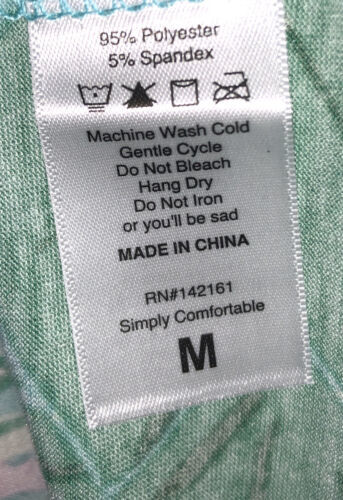 95% Polyester
5% Spandex
Machine Wash Cold
Gentle Cycle
Do Not Bleach
Hang Dry
Do Not Iron
or you'll be sad
MADE IN CHINA
RN#142161
Simply Comfortable
M